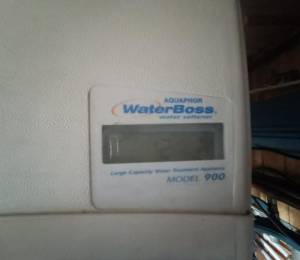 AQUAPHOR
WaterBoss
water softener
Large Capacity Water Treatment Appliance
MODEL 900